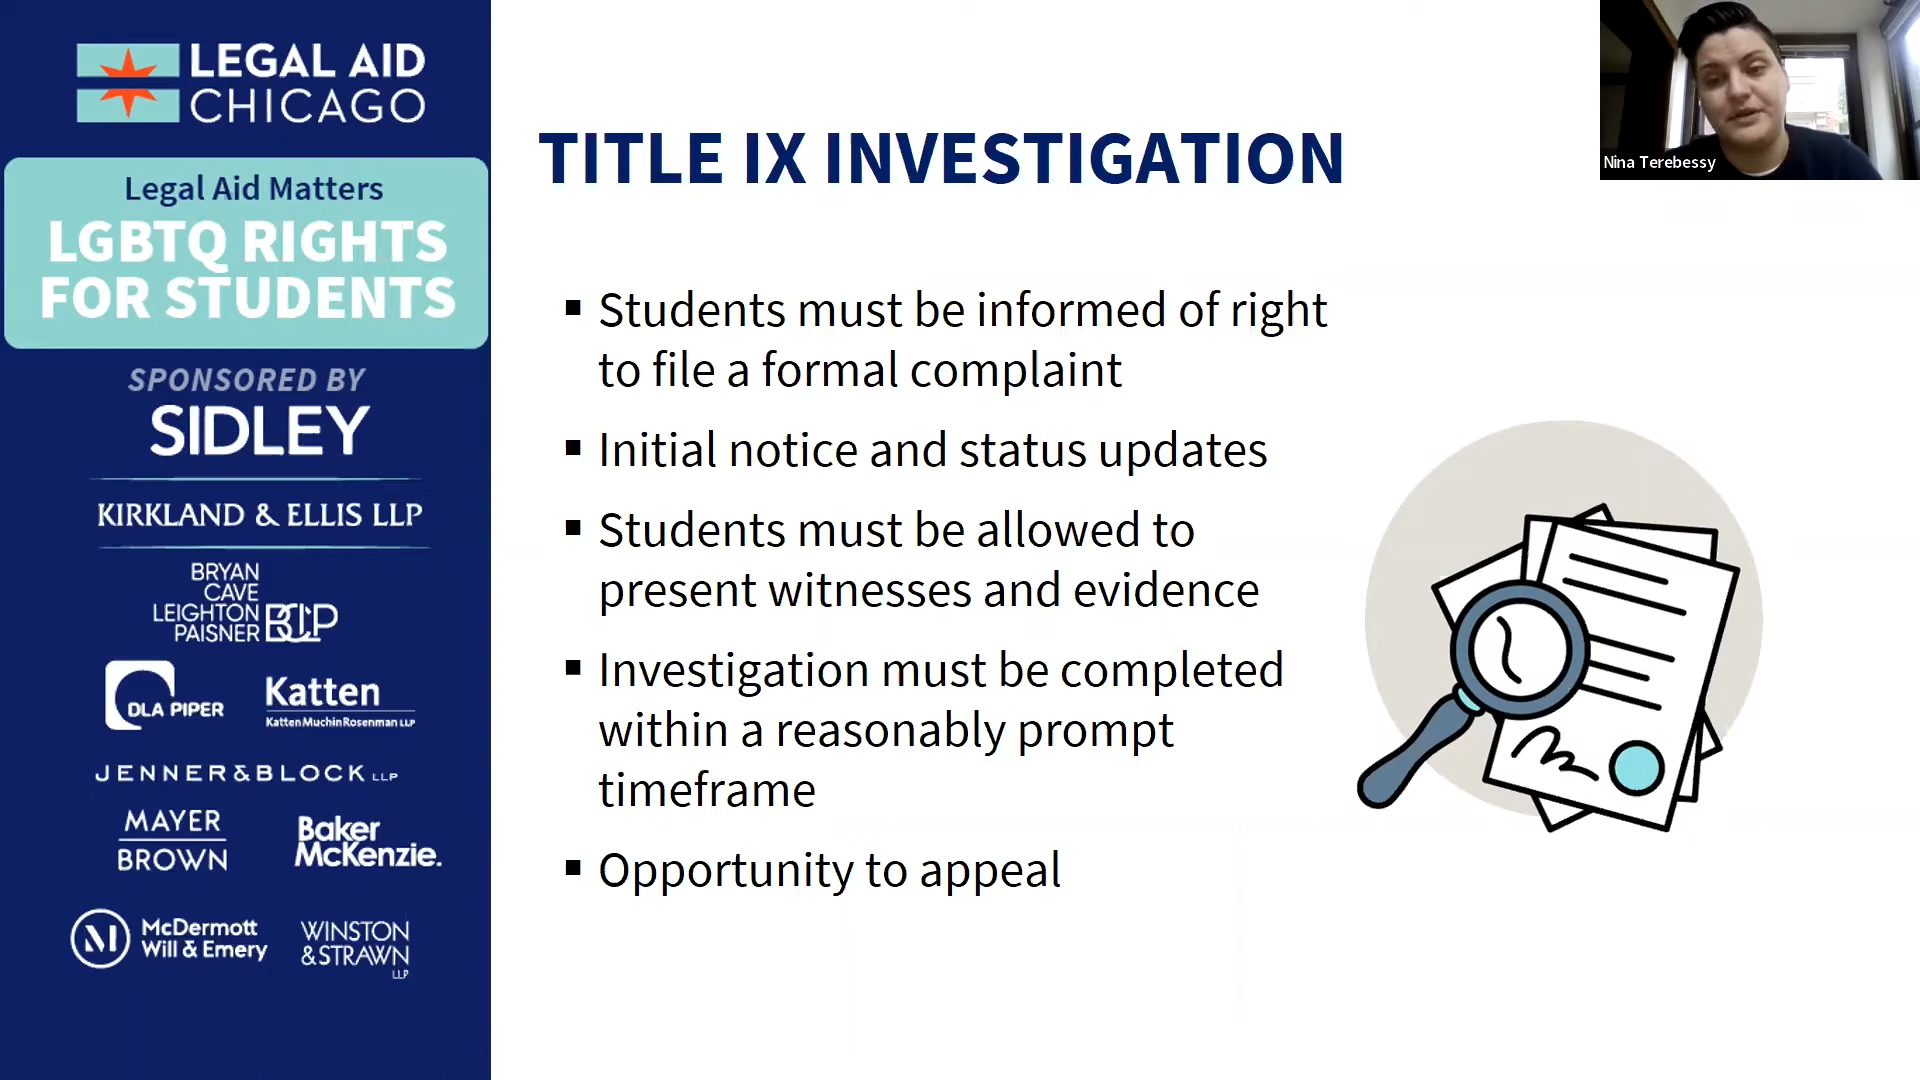 LEGAL AID
CHICAGO
Legal Aid Matters
LGBTQ RIGHTS
FOR STUDENTS
SPONSORED BY
SIDLEY
KIRKLAND & ELLIS LLP
BRYAN
CAVE
LEIGHTON
PAISNER BCLP
DLA PIPER
Katten
KattenMuchinRosenman LLP
JENNER&BLOCK LLP
MAYER
BROWN
Baker
McKenzie.
McDermott
Will & Emery
WINSTON
& STRAWN
LLP
TITLE IX INVESTIGATION
▪ Students must be informed of right
to file a formal complaint
▪ Initial notice and status updates
▪ Students must be allowed to
present witnesses and evidence
▪ Investigation must be completed
within a reasonably prompt
timeframe
▪ Opportunity to appeal
Nina Terebessy